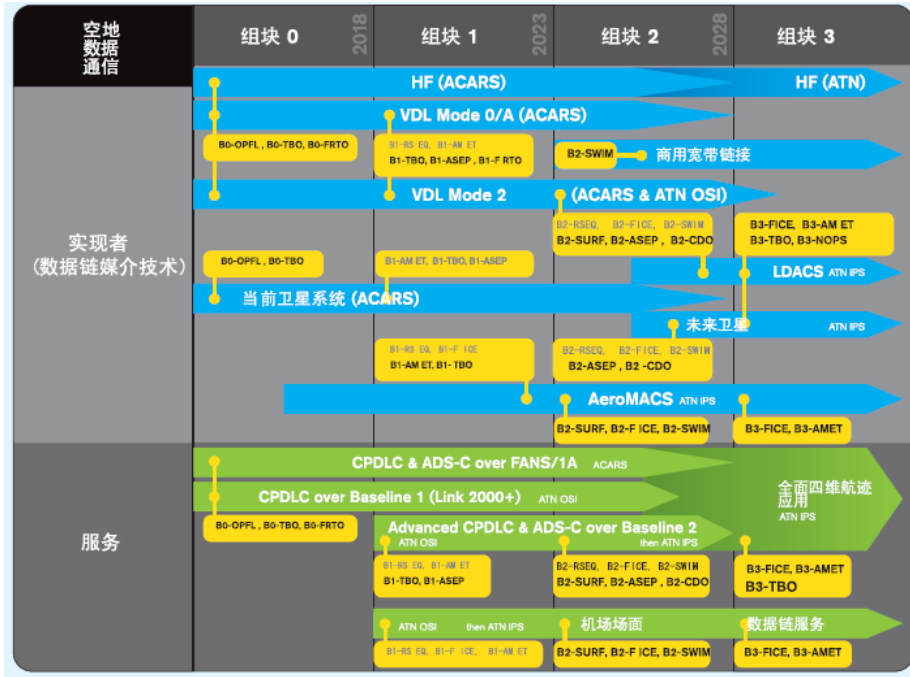 空地
数据
通信
组块 0
2018
组块 1
2023
组块 2
2028
组块 3
HF (ACARS)
HF (ATN)
VDL Mode 0/A (ACARS)
B0-OPFL , B0-TBO, B0-FRTO
B1-RS EQ, B1-AM ET
B1-TBO, B1-ASEP , B1-F RTO
B2-SWIM
商用宽带链接
VDL Mode 2
(ACARS & ATN OSI)
实现者
(数据链媒介技术)
B2-RSEQ, B2-FICE, B2-SWIM
B2-SURF, B2-ASEP , B2-CDO
B3-FICE, B3-AM ET
B3-TBO, B3-NOPS
B0-OPFL , B0-TBO
B1-AM ET, B1-TBO, B1-ASEP
LDACS ATN IPS
当前卫星系统 (ACARS)
未来卫星
ATN IPS
B1-RS EQ, B1-F ICE
B1-AM ET, B1- TBO
B2-RSEQ, B2-FICE, B2-SWIM
B2-ASEP , B2 -CDO
AeroMACS ATN IPS
B2-SURF, B2-F ICE, B2-SWIM
B3-FICE, B3-AMET
服务
CPDLC & ADS-C over FANS/1A ACARS
CPDLC over Baseline 1 (Link 2000+) ATN OSI
全面四维航迹
应用
ATN IPS
B0-OPFL , B0-TBO, B0-FRTO
Advanced CPDLC & ADS-C over Baseline 2
ATN OSI
then ATN IPS
B1-RS EQ, B1-AM ET
B1-TBO, B1-ASEP
B2-RSEQ, B2-FICE, B2-SWIM
B2-SURF, B2-ASEP , B2-CDO
B3-FICE, B3-AMET
B3-TBO
ATN OSI then ATN IPS
机场场面
数据链服务
B1-RS EQ, B1-F ICE, B1-AM ET
B2-SURF, B2-F ICE, B2-SWIM
B3-FICE, B3-AMET